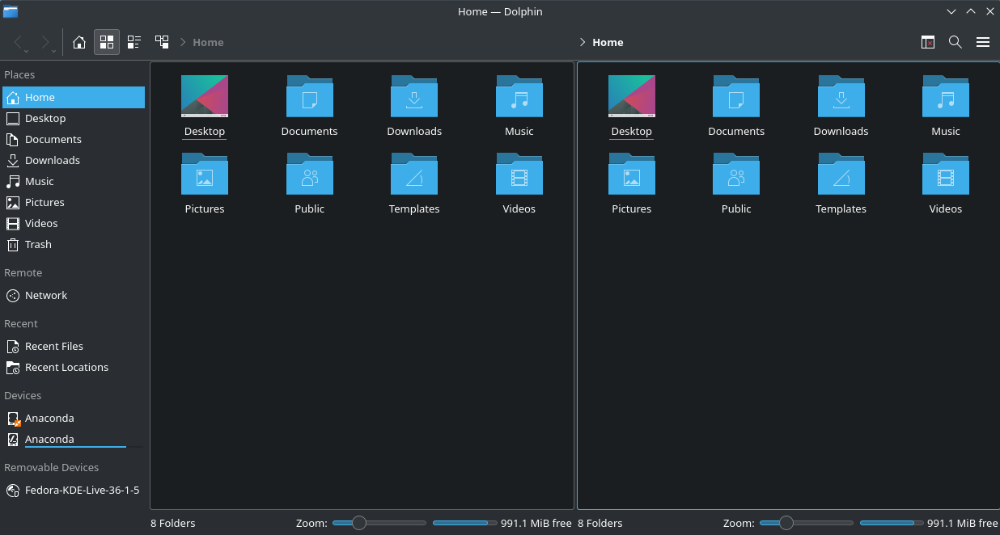 Home — Dolphin
Home
Home
Places
Home
Desktop
Documents
Downloads
Music
Pictures
Videos
Trash
Remote
Network
Recent
Recent Files
Recent Locations
Devices
Anaconda
Anaconda
Removable Devices
Fedora-KDE-Live-36-1-5
Desktop Documents Downloads Music
Pictures Public Templates Videos
8 Folders Zoom: 991.1 MiB free
Desktop Documents Downloads Music
Pictures Public Templates Videos
8 Folders Zoom: 991.1 MiB free